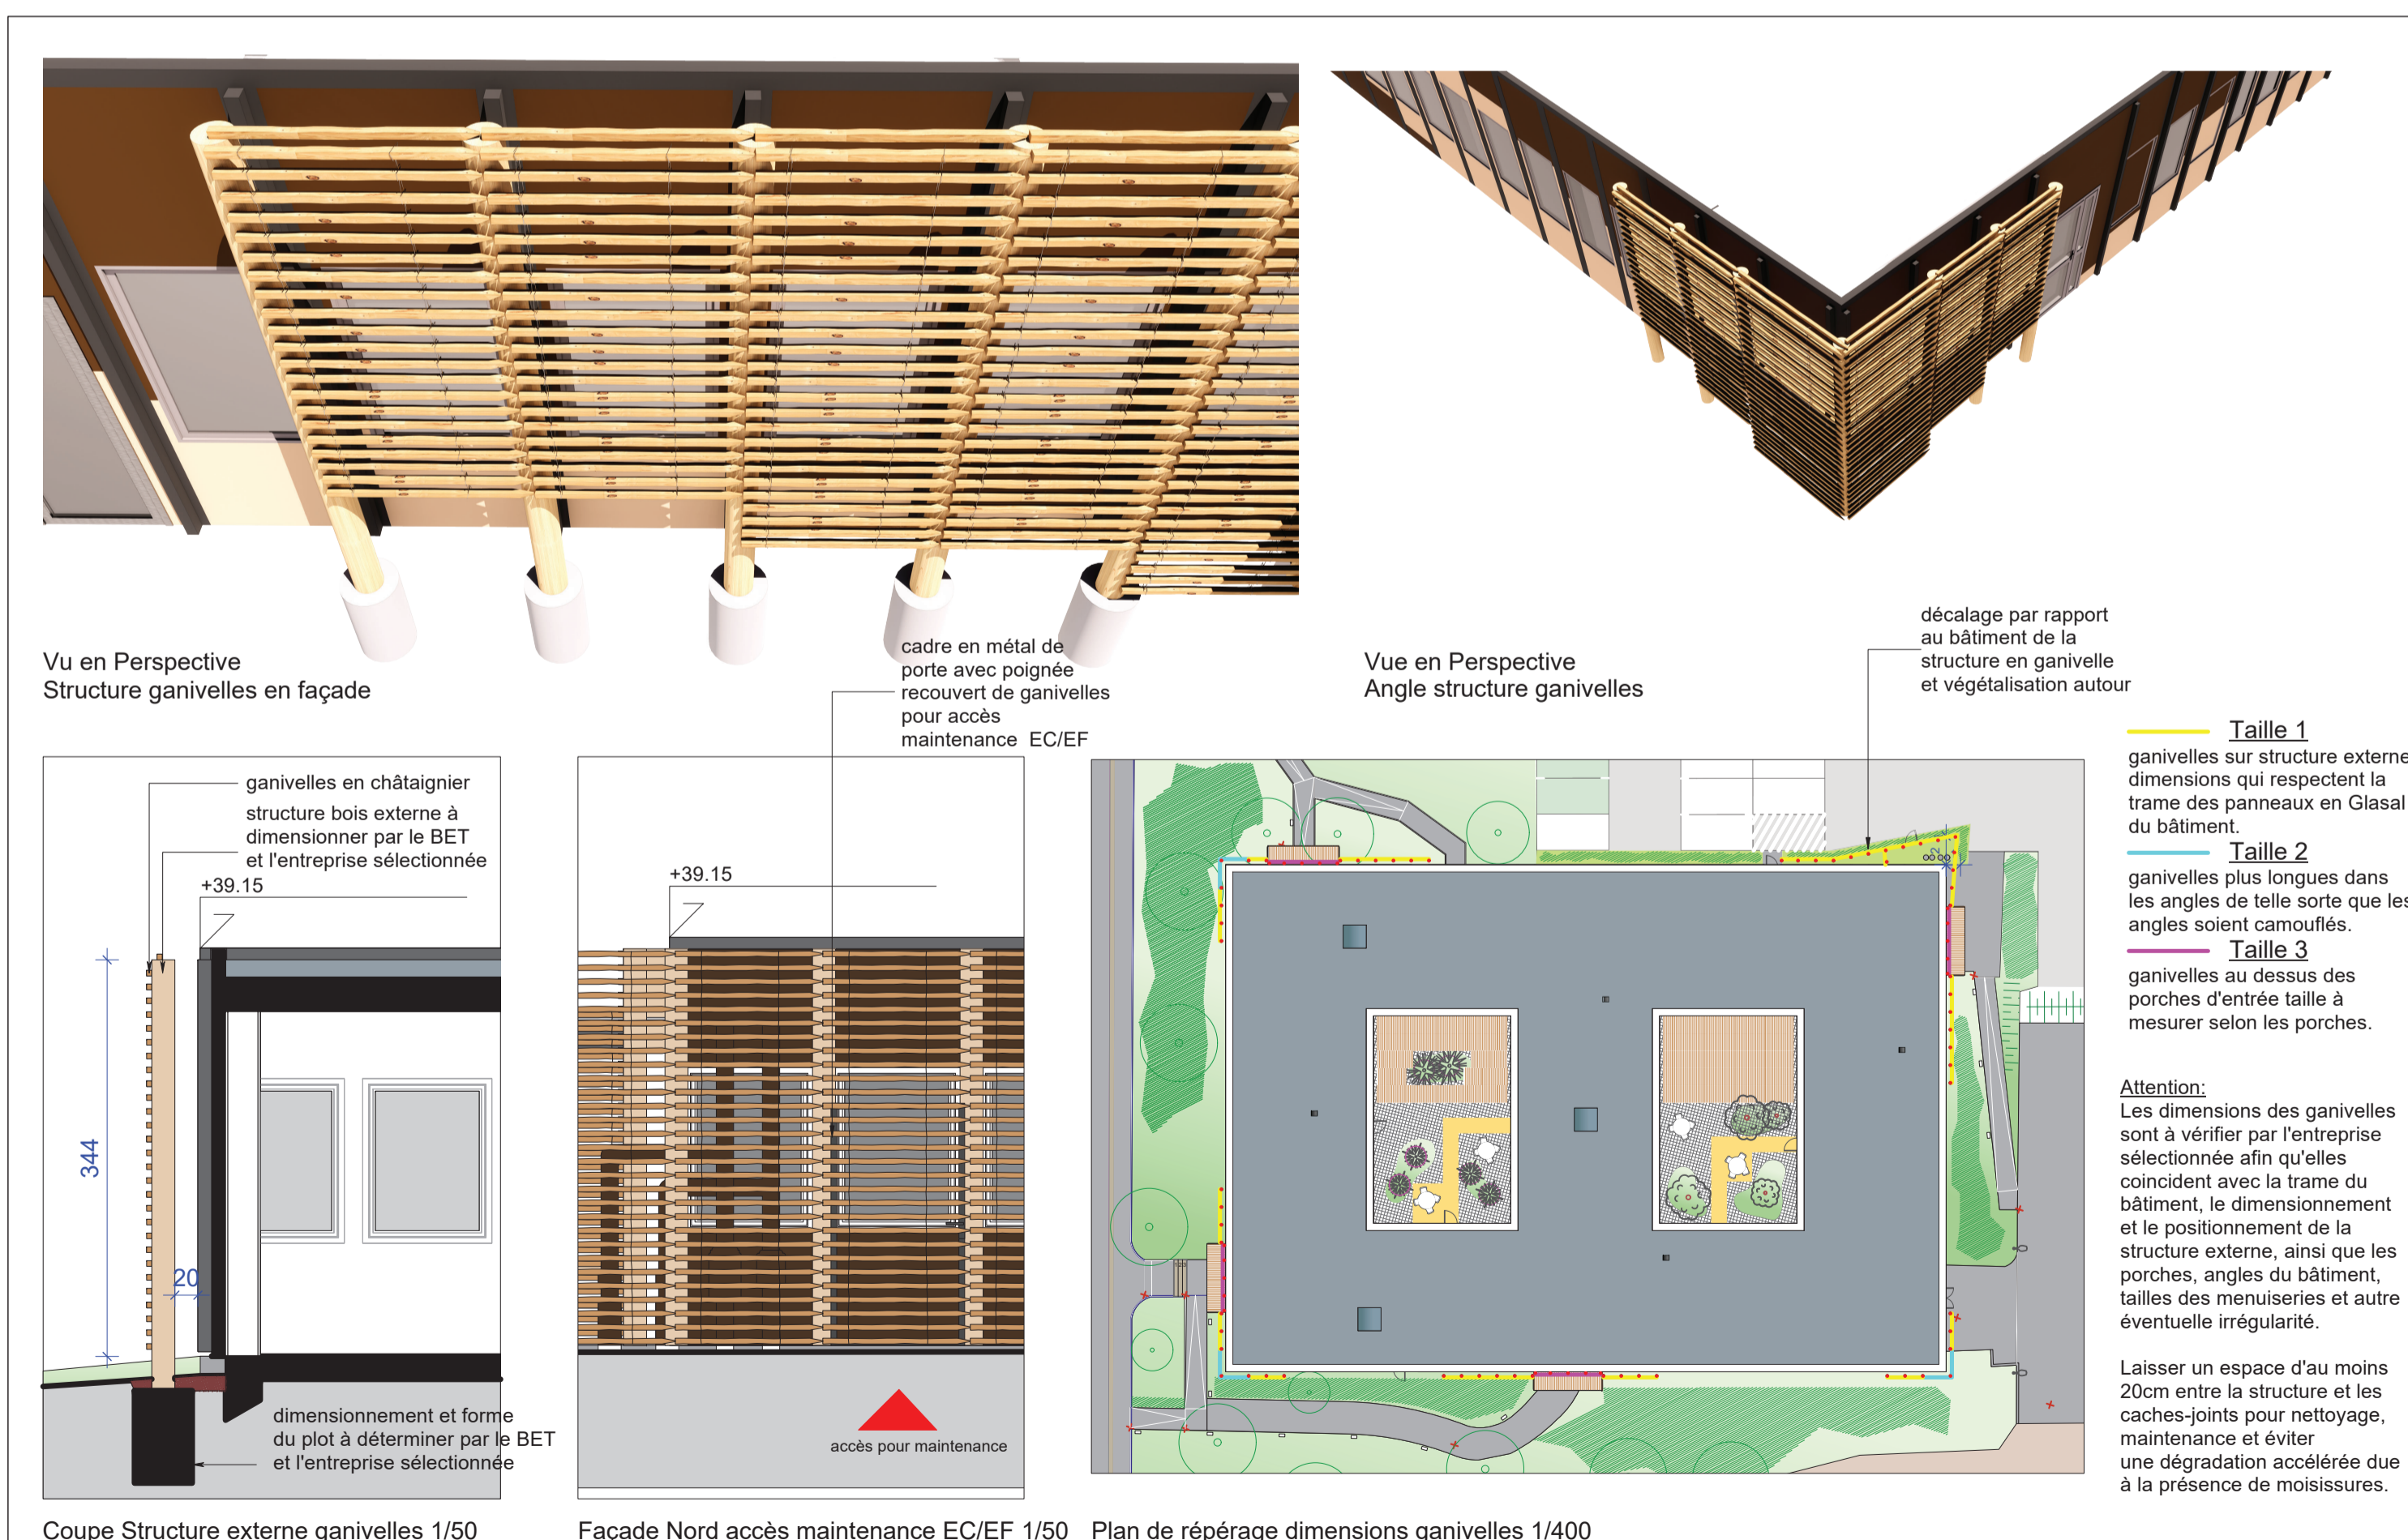 Vu en Perspective
Structure ganivelles en façade
cadre en métal de
porte avec poignée
recouvert de ganivelles
pour accès
maintenance EC/EF
Vue en Perspective
Angle structure ganivelles
décalage par rapport
au bâtiment de la
structure en ganivelle
et végétalisation autour
ganivelles en châtaignier
structure bois externe à
dimensionner par le BET
et l'entreprise sélectionnée
+39.15
344
20
dimensionnement et forme
du plot à déterminer par le BET
et l'entreprise sélectionnée
Coupe Structure externe ganivelles 1/50
+39.15
accès pour maintenance
Façade Nord accès maintenance EC/EF 1/50
2
Plan de répérage dimensions ganivelles 1/400
Taille 1
ganivelles sur structure externe
dimensions qui respectent la
trame des panneaux en Glasal
du bâtiment.
Taille 2
ganivelles plus longues dans
les angles de telle sorte que les
angles soient camouflés.
Taille 3
ganivelles au dessus des
porches d'entrée taille à
mesurer selon les porches.
Attention:
Les dimensions des ganivelles
sont à vérifier par l'entreprise
sélectionnée afin qu'elles
coincident avec la trame du
bâtiment, le dimensionnement
et le positionnement de la
structure externe, ainsi que les
porches, angles du bâtiment,
tailles des menuiseries et autre
éventuelle irrégularité.
Laisser un espace d'au moins
20cm entre la structure et les
caches-joints pour nettoyage,
maintenance et éviter
une dégradation accélérée due
à la présence de moisissures.